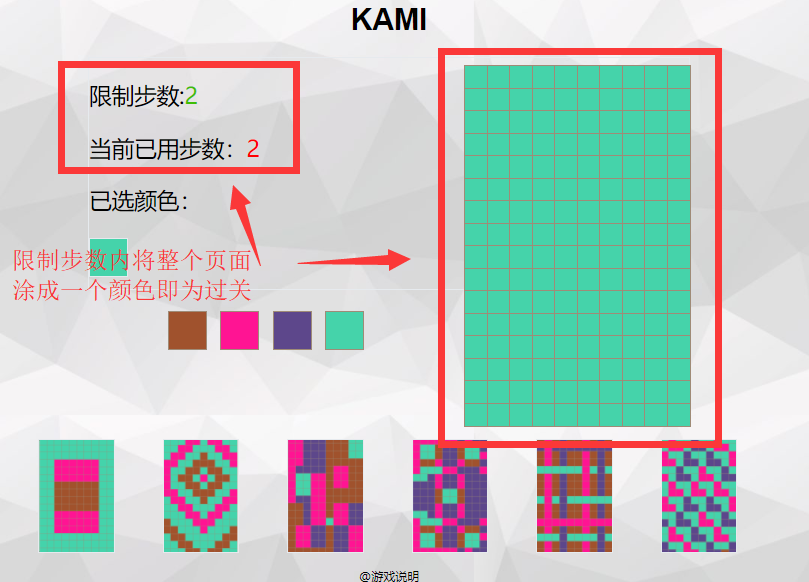 KAMI
限制步数:2
当前已用步数：2
已选颜色：
限制步数内将整个页面
涂成一个颜色即为过关
@游戏说明